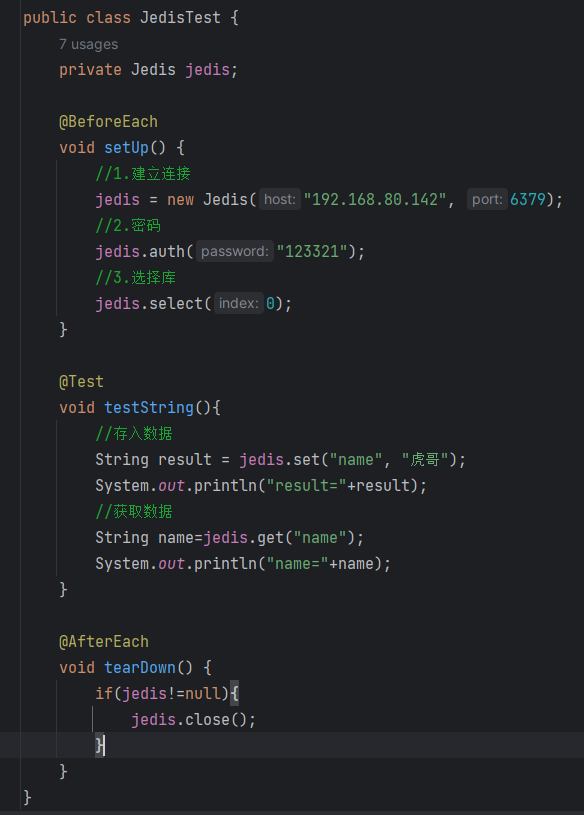 public class JedisTest {
7 usages
private Jedis jedis;
@BeforeEach
void setUp() {
//1.建立连接
jedis = new Jedis( host: "192.168.80.142", port: 6379);
//2.密码
jedis.auth( password: "123321");
//3.选择库
jedis.select( index: 0);
}
@Test
void testString(){
//存入数据
String result = jedis.set("name", "虎哥");
System.out.println("result="+result);
//获取数据
String name=jedis.get("name");
System.out.println("name="+name);
}
@AfterEach
void tearDown() {
if(jedis!=null){
jedis.close();
}
}
}